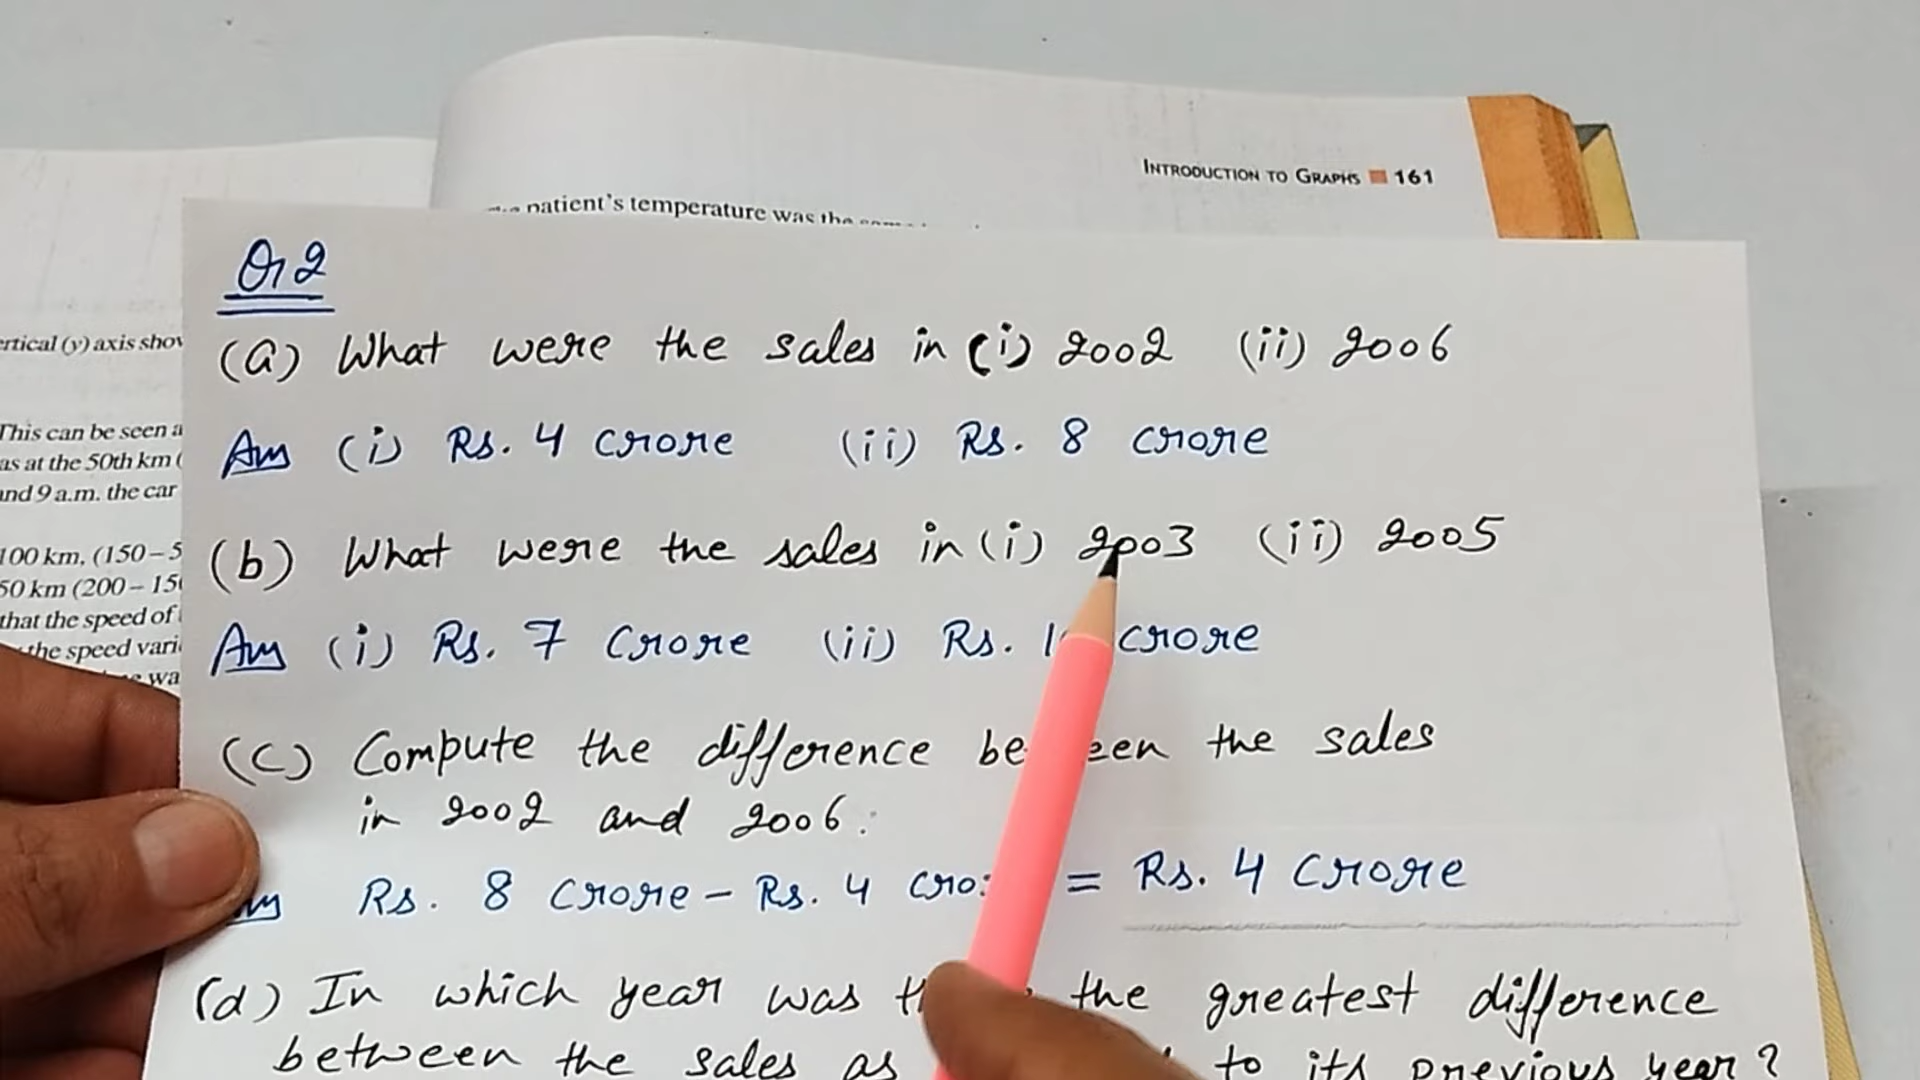 INTRODUCTION TO GRAPHS 161
patient's temperature was the
Qr 2
(a) What were the sales in (i) 2002 (ii) 2006
Ans (i) Rs. 4 Crore (ii) Rs. 8 crore
(b) What were the sales in (i) 2003 (ii) 2005
Ans (i) Rs. 7 Crore (ii) Rs. crore
(c) Compute the difference between the sales
in 2002 and 2006.
Rs. 8 Crore - Rs. 4 = Rs. 4 Crore
(d) In which year was the greatest difference
between the sales as to its previous year?
(y) axis
This can be seen
as at the 50th km (
and 9 a.m. the car
100 km, (150 – 5
50 km (200 – 15
that the speed of
the speed